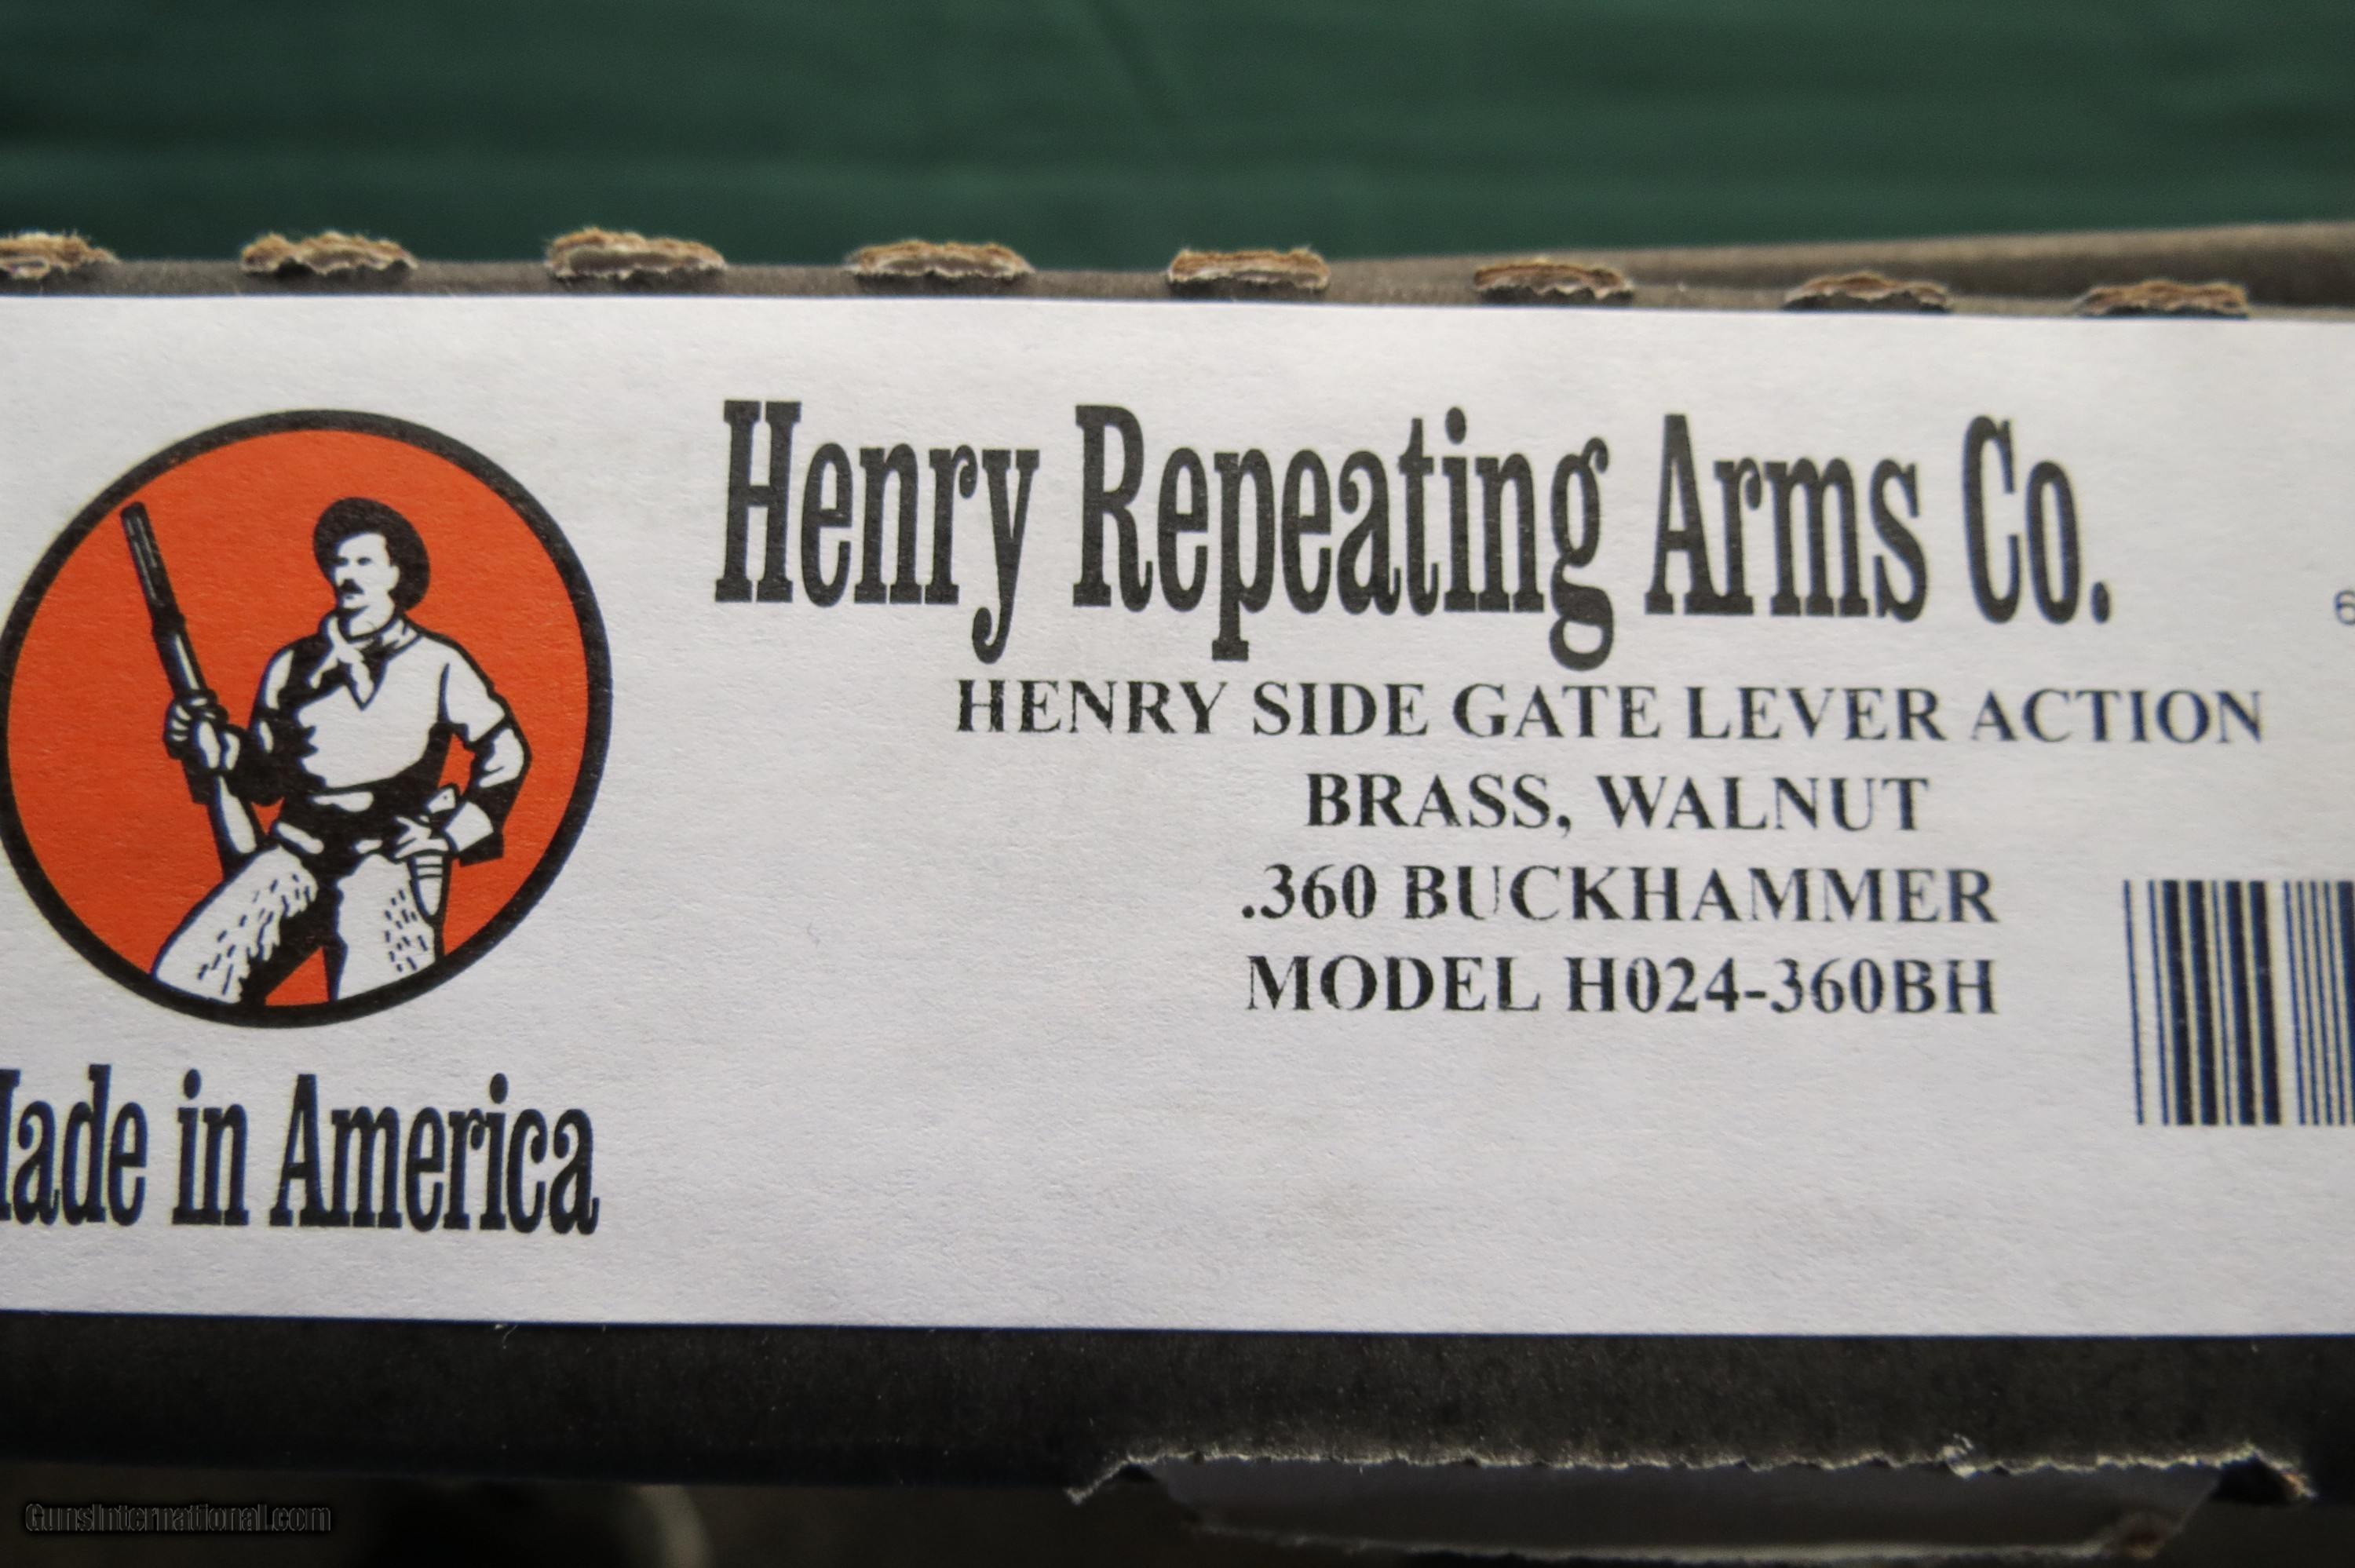 Henry Repeating Arms Co.
HENRY SIDE GATE LEVER ACTION
BRASS, WALNUT
.360 BUCKHAMMER
MODEL H024-360BH
6
Made in America
GunsInternational.com